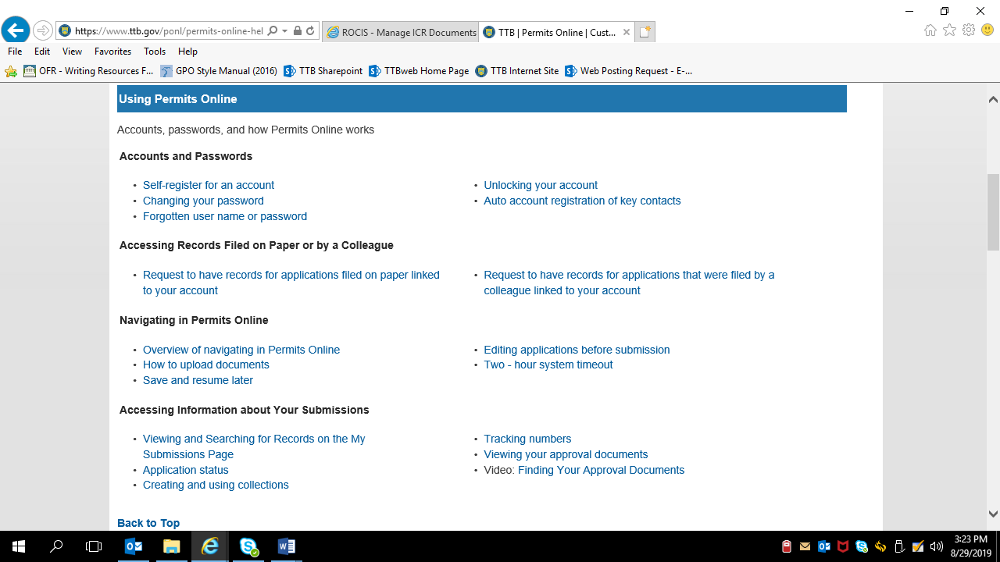 https://www.ttb.gov/ponl/permits-online-hel
ROCIS - Manage ICR Documents
TTB | Permits Online | Cust...
File Edit View Favorites Tools Help
OFR - Writing Resources F... GPO Style Manual (2016) TTB Sharepoint TTBweb Home Page TTB Internet Site Web Posting Request - E-...
Using Permits Online
Accounts, passwords, and how Permits Online works
Accounts and Passwords
• Self-register for an account
• Changing your password
• Forgotten user name or password
• Unlocking your account
• Auto account registration of key contacts
Accessing Records Filed on Paper or by a Colleague
• Request to have records for applications filed on paper linked
to your account
• Request to have records for applications that were filed by a
colleague linked to your account
Navigating in Permits Online
• Overview of navigating in Permits Online
• How to upload documents
• Save and resume later
• Editing applications before submission
• Two - hour system timeout
Accessing Information about Your Submissions
• Viewing and Searching for Records on the My
Submissions Page
• Application status
• Creating and using collections
• Tracking numbers
• Viewing your approval documents
• Video: Finding Your Approval Documents
Back to Top
3:23 PM
8/29/2019